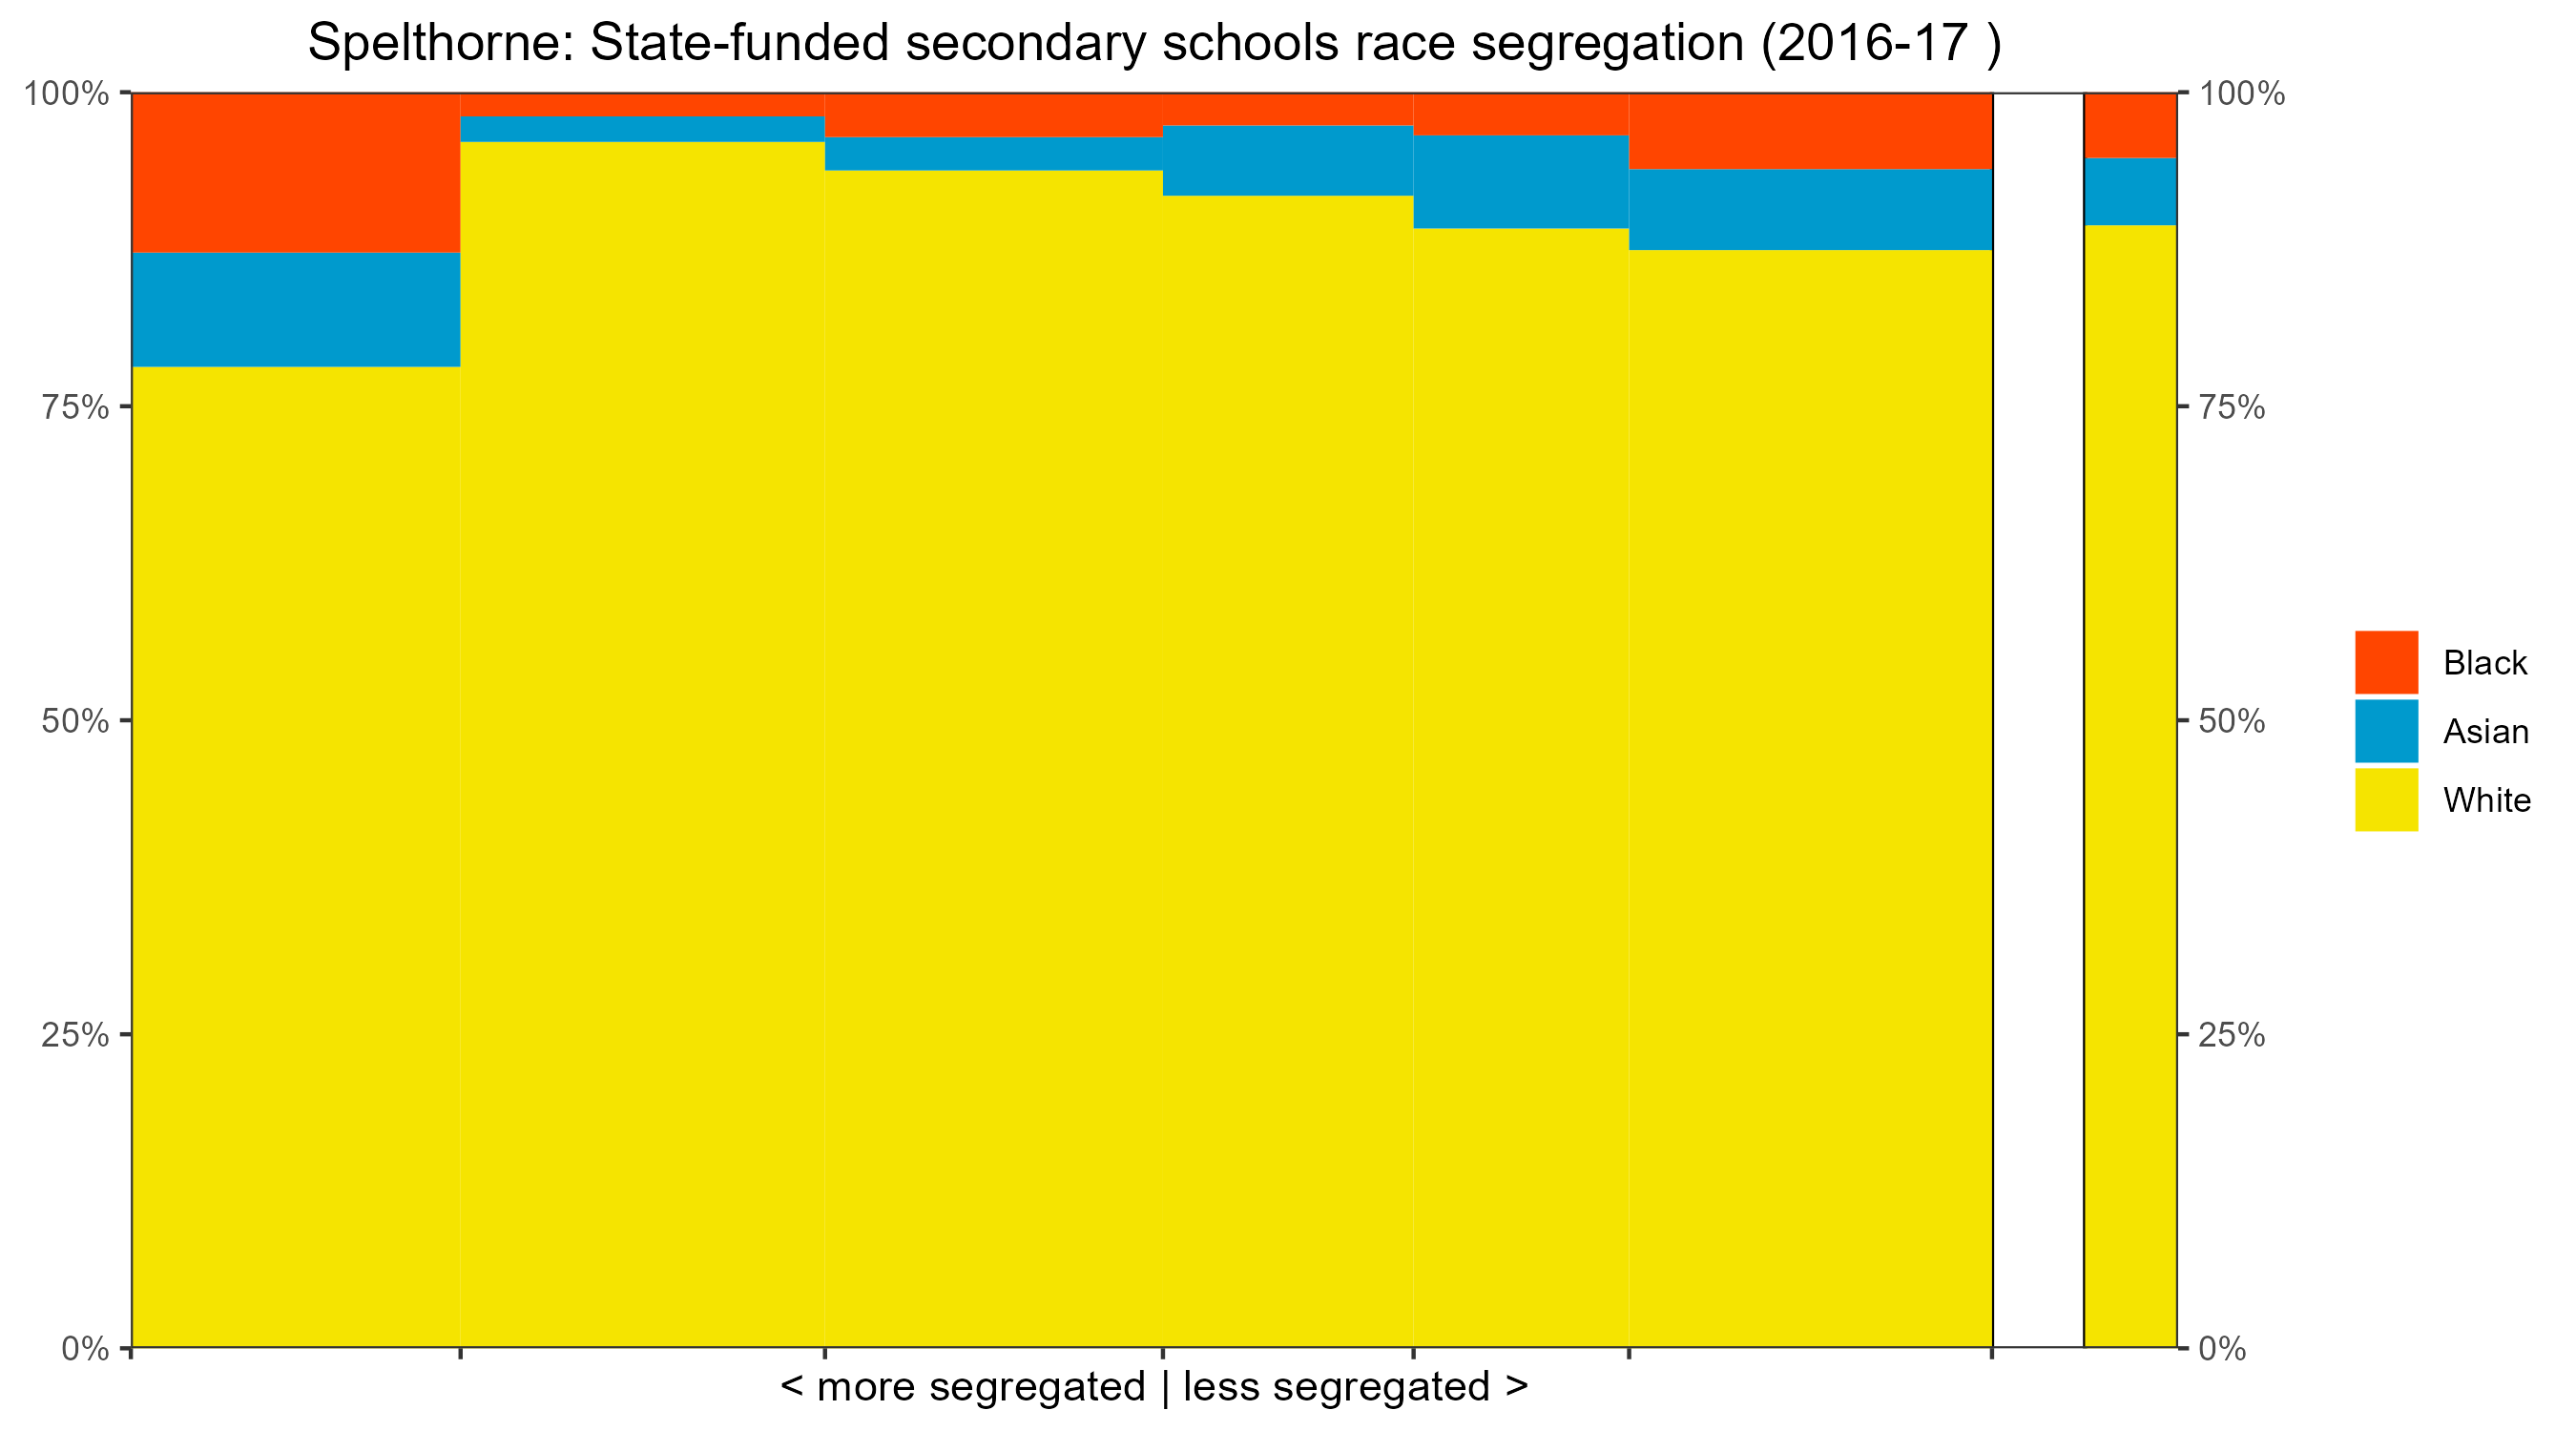 Spelthorne: State-funded secondary schools race segregation (2016-17 )
100%
75%
50%
25%
0%
100%
75%
50%
25%
0%
Black
Asian
White
< more segregated | less segregated >